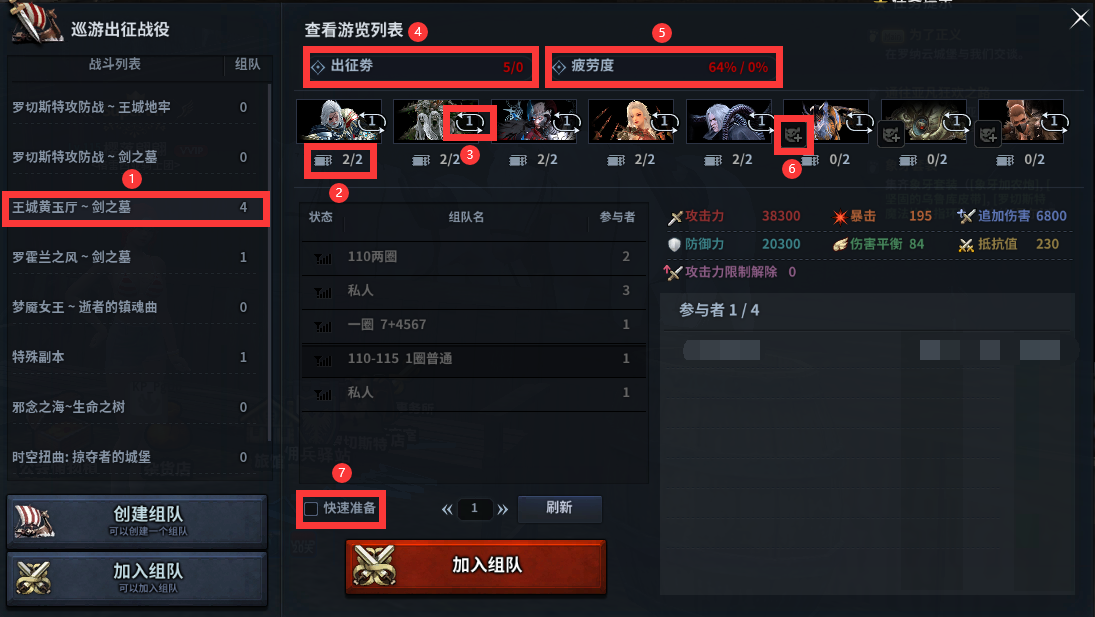 巡游出征战役
战斗列表 组队
罗切斯特攻防战 ~ 王城地牢 0
罗切斯特攻防战 ~ 剑之墓 0
1
王城黄玉厅 ~ 剑之墓 4
罗霍兰之风 ~ 剑之墓 1
梦魇女王 ~ 逝者的镇魂曲 0
特殊副本 1
邪念之海~生命之树 0
时空扭曲: 掠夺者的城堡 0
创建组队
可以创建一个组队
加入组队
可以加入组队
查看游览列表 4 5
出征劵 5/0 疲劳度 64% / 0%
1 1 1 1 1 1 1 1
2/2 2/2 2/2 2/2 2/2 0/2 0/2 0/2
2 3 6
状态 组队名 参与者
110两圈 2
私人 3
一圈 7+4567 1
110-115 1圈普通 1
私人 1
7
快速准备 « 1 » 刷新
加入组队
攻击力 38300 暴击 195 追加伤害 6800
防御力 20300 伤害平衡 84 抵抗值 230
攻击力限制解除 0
参与者 1 / 4